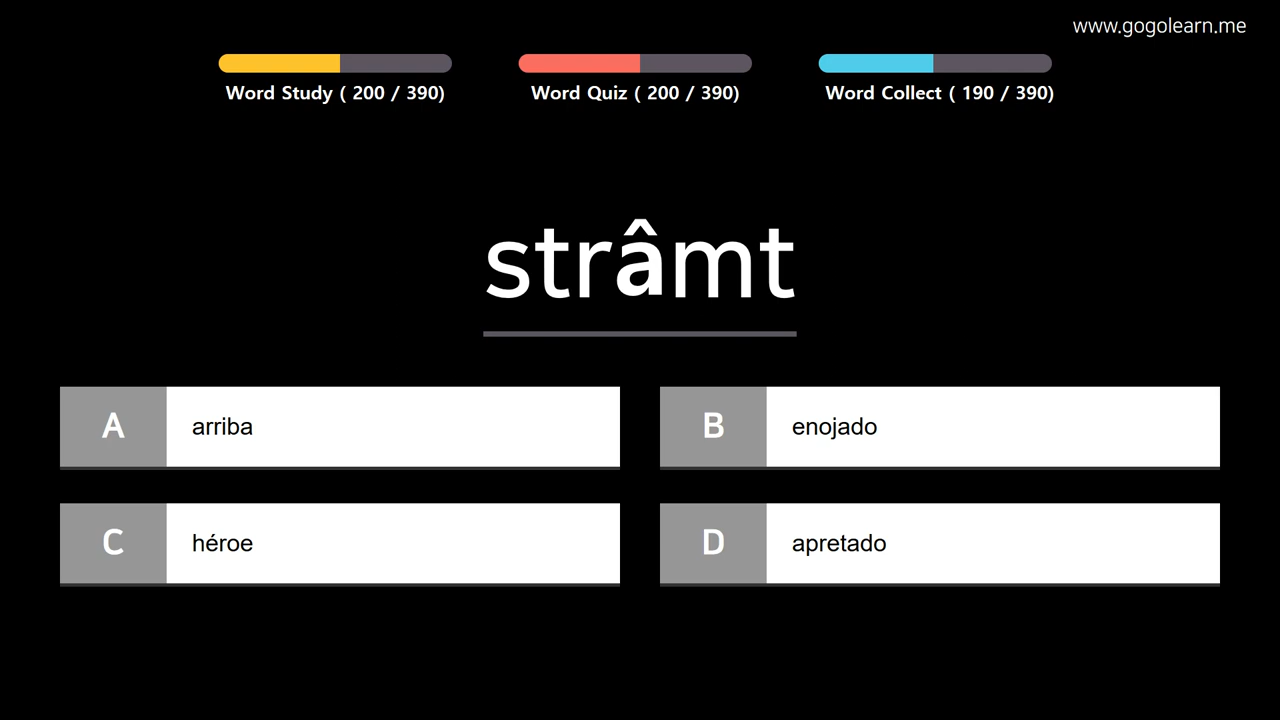 www.gogolearn.me
Word Study ( 200 / 390)
Word Quiz ( 200 / 390)
Word Collect ( 190 / 390)
strâmt
A arriba
B enojado
C héroe
D apretado